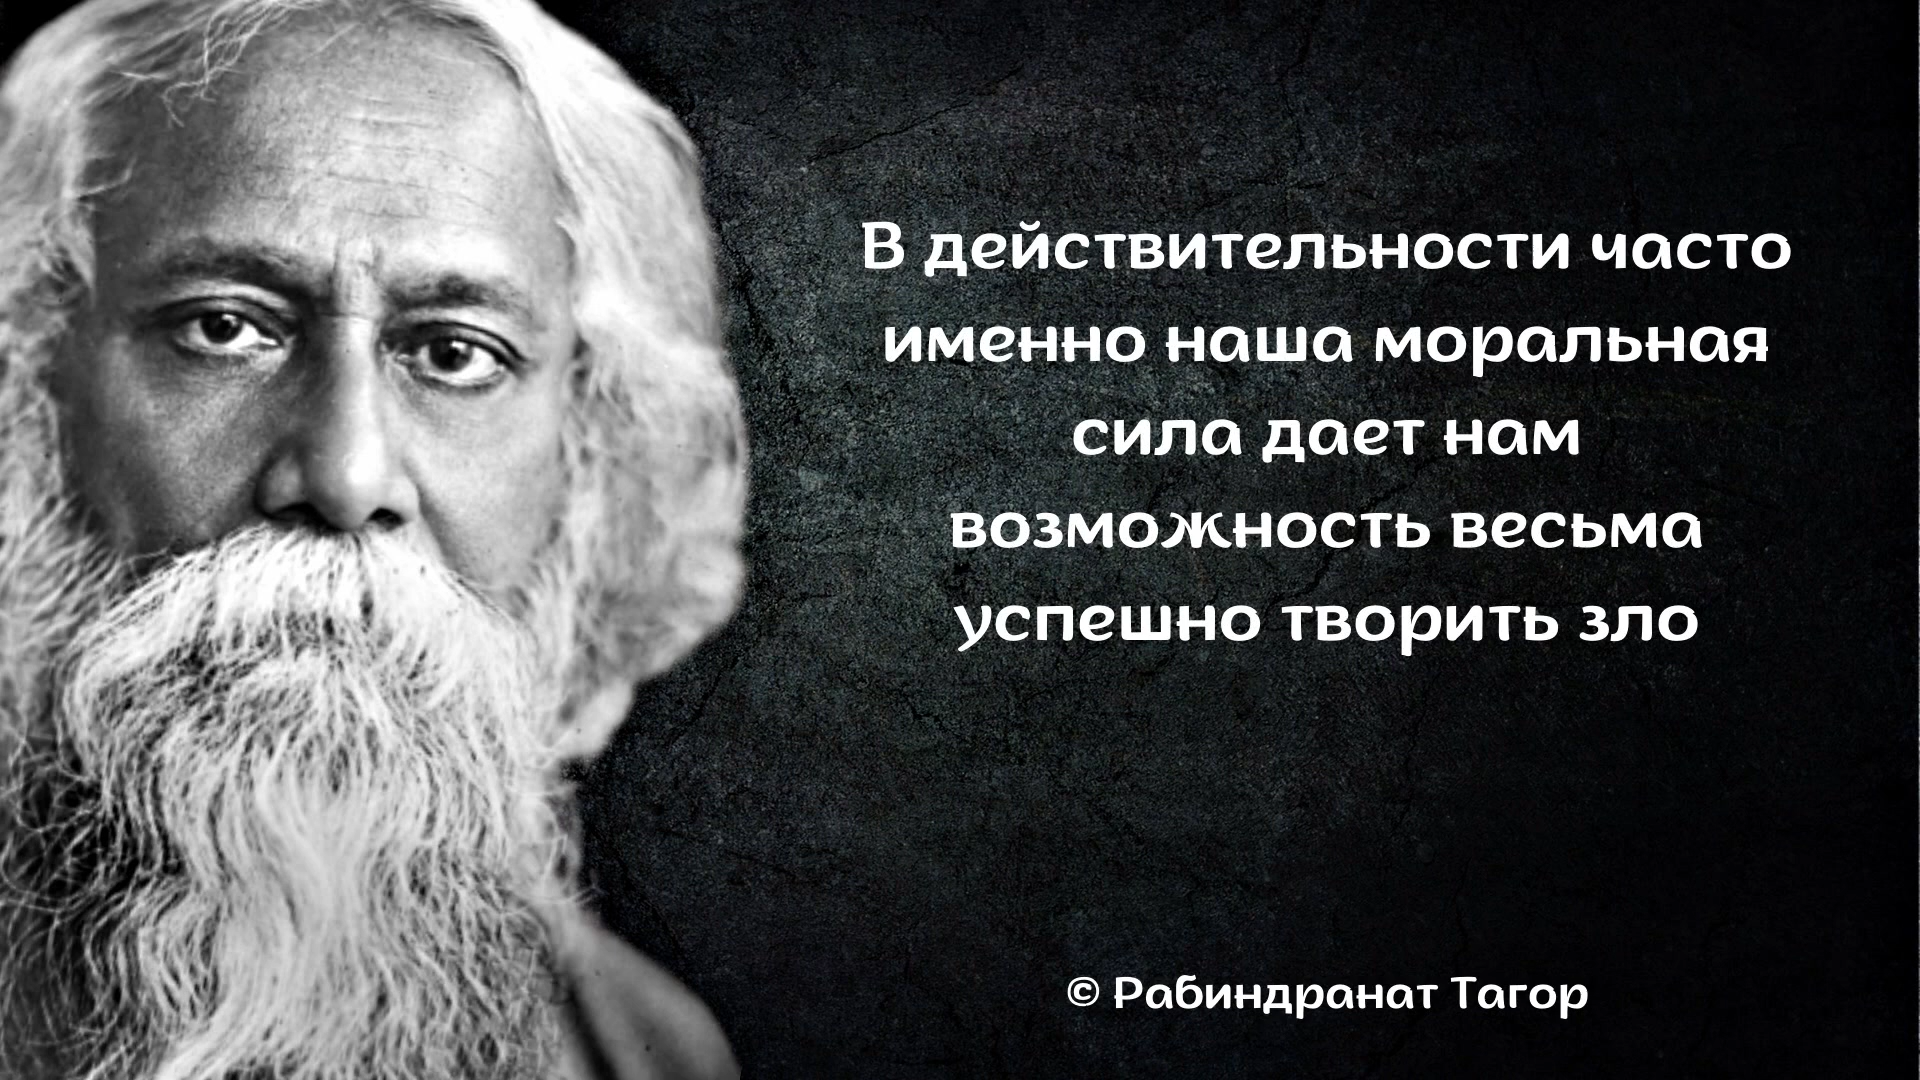 В действительности часто
именно наша моральная
сила дает нам
возможность весьма
успешно творить зло
© Рабиндранат Тагор